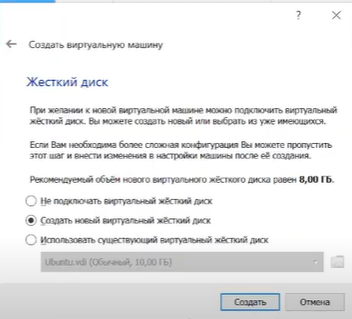 ?
Создать виртуальную машину
Жесткий диск
При желании к новой виртуальной машине можно подключить виртуальный
жёсткий диск. Вы можете создать новый или выбрать из уже имеющихся.
Если Вам необходима более сложная конфигурация Вы можете пропустить
этот шаг и внести изменения в настройки машины после её создания.
Рекомендуемый объём нового виртуального жёсткого диска равен 8,00 ГБ.
Не подключать виртуальный жёсткий диск
Создать новый виртуальный жёсткий диск
Использовать существующий виртуальный жёсткий диск
Ubuntu.vdi (Обычный, 10,00 ГБ)
Создать Отмена